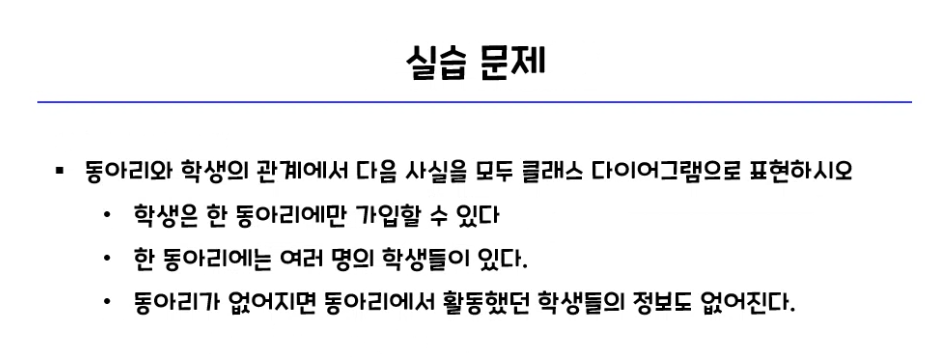 실습 문제
▪ 동아리와 학생의 관계에서 다음 사실을 모두 클래스 다이어그램으로 표현하시오
• 학생은 한 동아리에만 가입할 수 있다
• 한 동아리에는 여러 명의 학생들이 있다.
• 동아리가 없어지면 동아리에서 활동했던 학생들의 정보도 없어진다.